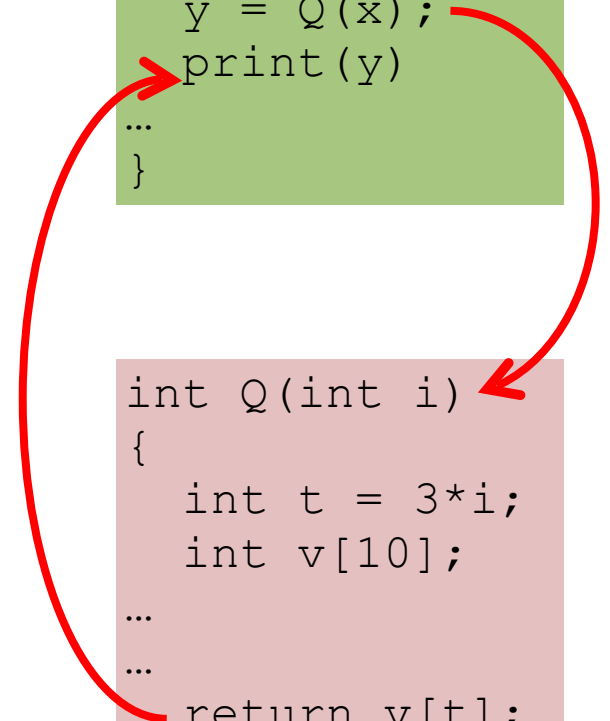 y = Q(x);
print(y)
…
}
int Q(int i)
{
int t = 3*i;
int v[10];
…
…
return v[t];